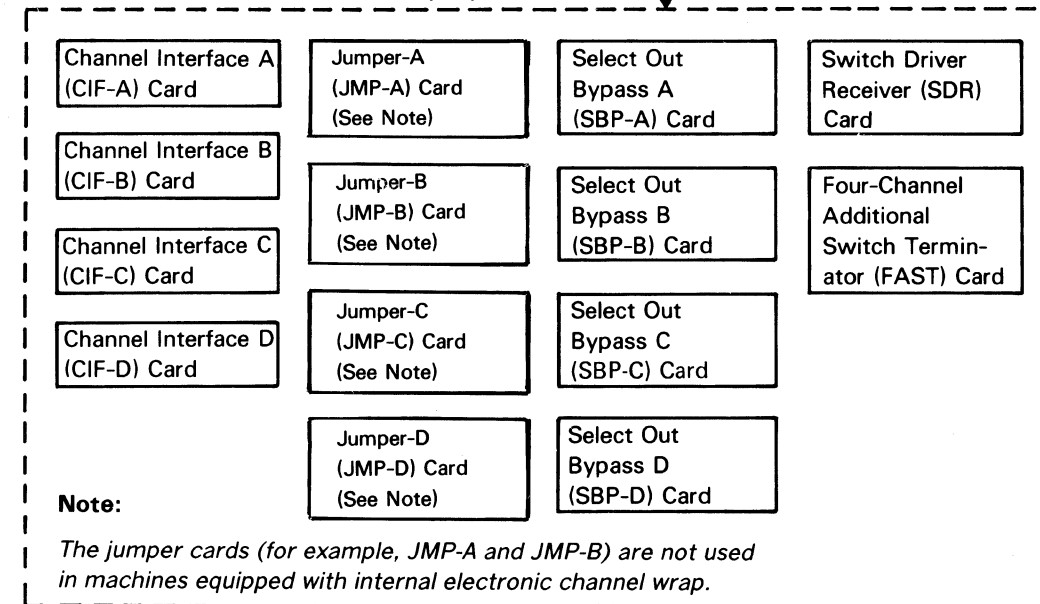 Channel Interface A
(CIF-A) Card
Channel Interface B
(CIF-B) Card
Channel Interface C
(CIF-C) Card
Channel Interface D
(CIF-D) Card
Jumper-A
(JMP-A) Card
(See Note)
Jumper-B
(JMP-B) Card
(See Note)
Jumper-C
(JMP-C) Card
(See Note)
Jumper-D
(JMP-D) Card
(See Note)
Select Out
Bypass A
(SBP-A) Card
Select Out
Bypass B
(SBP-B) Card
Select Out
Bypass C
(SBP-C) Card
Select Out
Bypass D
(SBP-D) Card
Switch Driver
Receiver (SDR)
Card
Four-Channel
Additional
Switch Termin-
ator (FAST) Card
Note:
The jumper cards (for example, JMP-A and JMP-B) are not used
in machines equipped with internal electronic channel wrap.